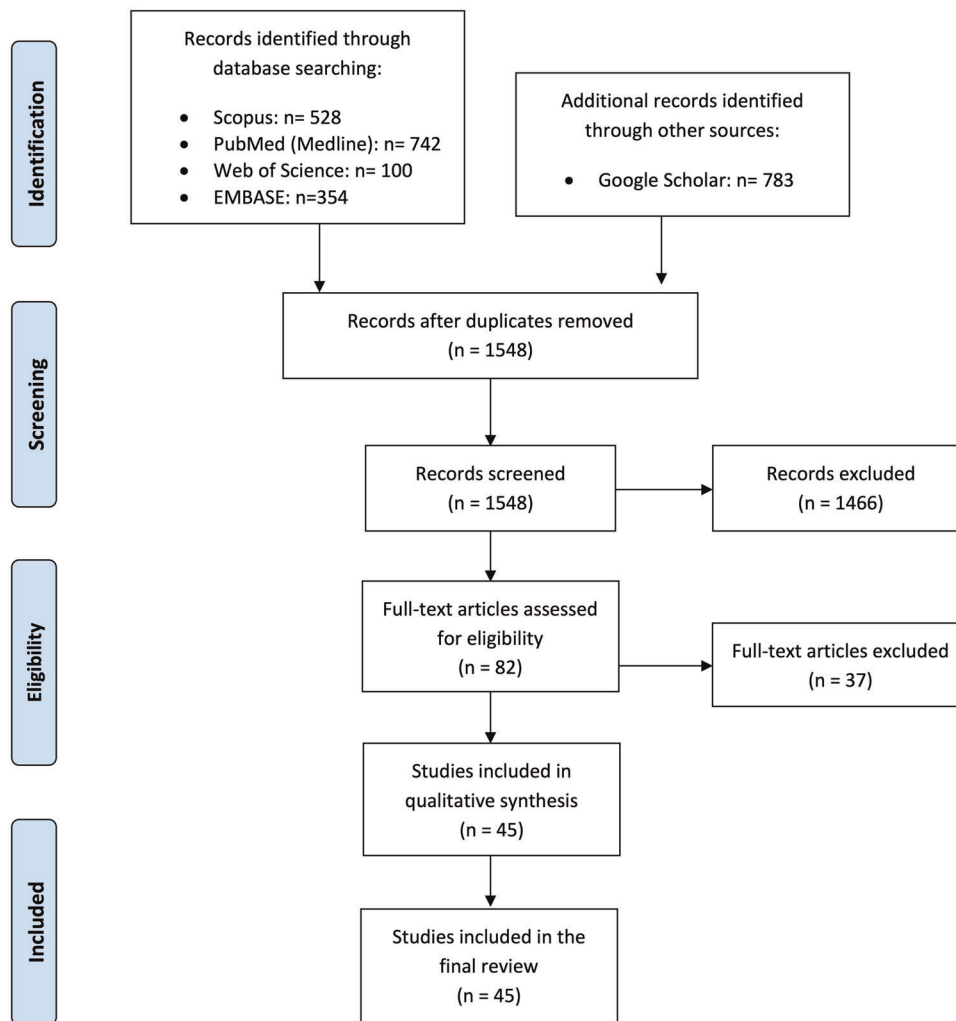 Identification
Records identified through
database searching:
• Scopus: n= 528
• PubMed (Medline): n= 742
• Web of Science: n= 100
• EMBASE: n=354
Additional records identified
through other sources:
• Google Scholar: n= 783
Screening
Records after duplicates removed
(n = 1548)
Records screened
(n = 1548)
Records excluded
(n = 1466)
Eligibility
Full-text articles assessed
for eligibility
(n = 82)
Full-text articles excluded
(n = 37)
Studies included in
qualitative synthesis
(n = 45)
Included
Studies included in the
final review
(n = 45)